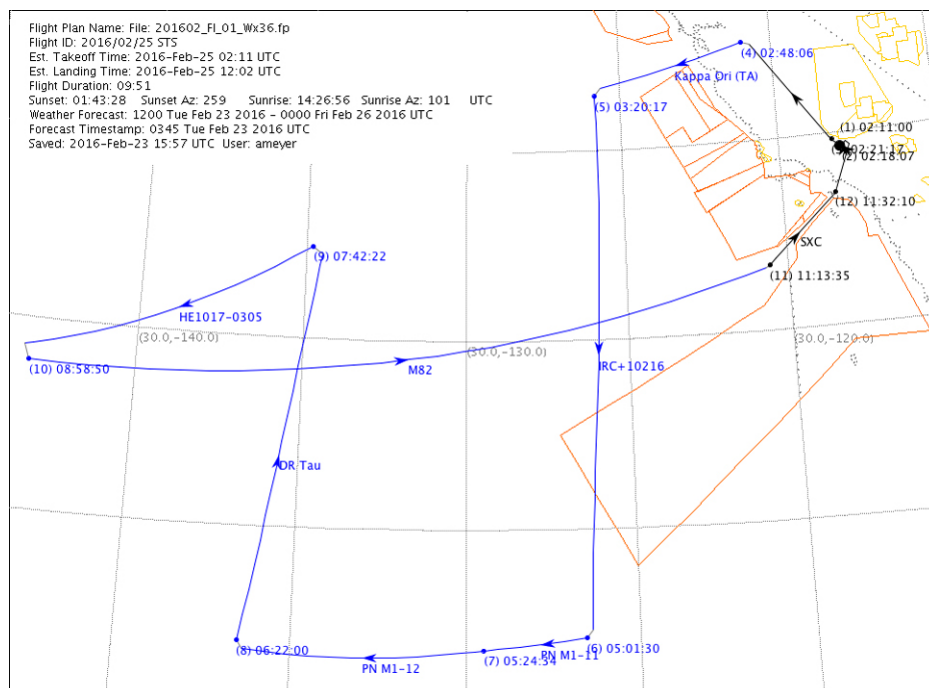 Flight Plan Name: File: 201602_FI_01_Wx36.fp
Flight ID: 2016/02/25 STS
Est. Takeoff Time: 2016-Feb-25 02:11 UTC
Est. Landing Time: 2016-Feb-25 12:02 UTC
Flight Duration: 09:51
Sunset: 01:43:28 Sunset Az: 259 Sunrise: 14:26:56 Sunrise Az: 101 UTC
Weather Forecast: 1200 Tue Feb 23 2016 - 0000 Fri Feb 26 2016 UTC
Forecast Timestamp: 0345 Tue Feb 23 2016 UTC
Saved: 2016-Feb-23 15:57 UTC User: ameyer
(4) 02:48:06
Kappa Ori (TA)
(5) 03:20:17
(1) 02:11:00
02:21:17
(2) 02:18:07
(12) 11:32:10
SXC
(9) 07:42:22
(11) 11:13:35
HE1017-0305
(30.0,-140.0)
(30.0,-130.0)
(30.0,-120.0)
(10) 08:58:50
M82
IRC+10216
DR Tau
(8) 06:22:00
PN M1-12
(7) 05:24:34
PN M1-11
(6) 05:01:30